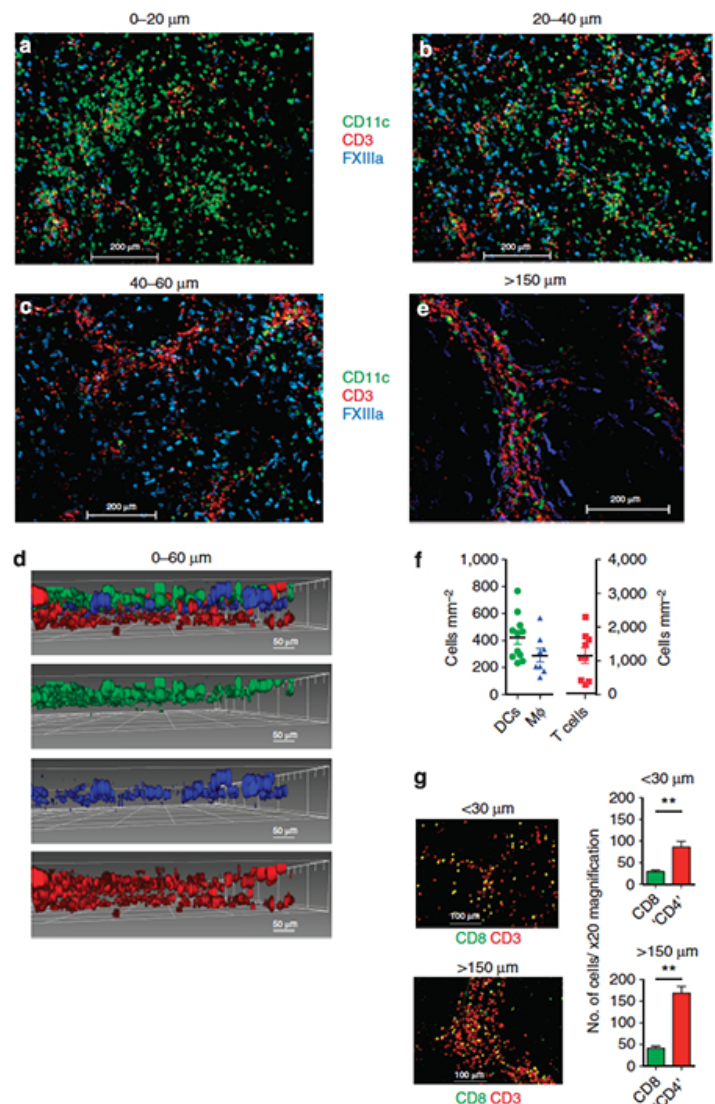 0–20 μm
20–40 μm
a
b
CD11c
CD3
FXIIIa
200 μm
200 μm
40–60 μm
>150 μm
c
e
CD11c
CD3
FXIIIa
200 μm
200 μm
d
0–60 μm
50 μm
50 μm
50 μm
50 μm
f
1,000
800
600
400
200
0
Cells mm⁻²
4,000
3,000
2,000
1,000
0
Cells mm⁻²
DCs
Mϕ
T cells
g
<30 μm
100 μm
CD8 CD3
>150 μm
100 μm
CD8 CD3
No. of cells/ x20 magnification
<30 μm
200
150
100
50
0
**
CD8
‘CD4’
>150 μm
200
150
100
50
0
**
CD8
‘CD4’